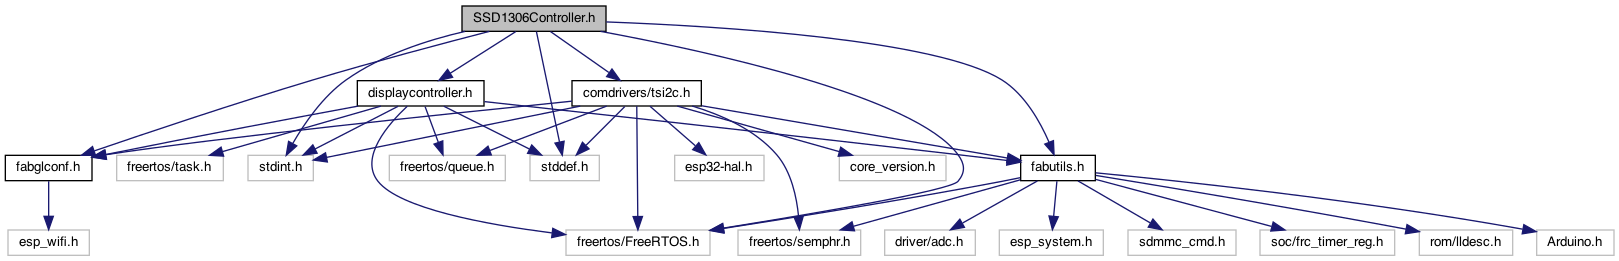 SSD1306Controller.h
displaycontroller.h
comdrivers/tsi2c.h
fabglconf.h
freertos/task.h
stdint.h
freertos/queue.h
stddef.h
esp32-hal.h
core_version.h
fabutils.h
esp_wifi.h
freertos/FreeRTOS.h
freertos/semphr.h
driver/adc.h
esp_system.h
sdmmc_cmd.h
soc/frc_timer_reg.h
rom/lldesc.h
Arduino.h